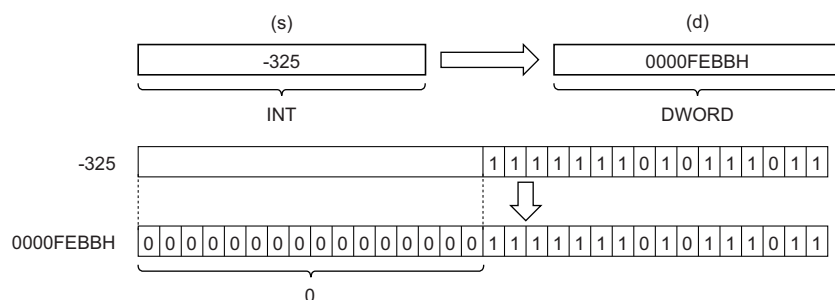 (s) (d)
-325 0000FEBBH
INT DWORD
-325 1 1 1 1 1 1 1 0 1 0 1 1 1 0 1 1
0000FEBBH 0 0 0 0 0 0 0 0 0 0 0 0 0 0 0 0 1 1 1 1 1 1 1 0 1 0 1 1 1 0 1 1
0